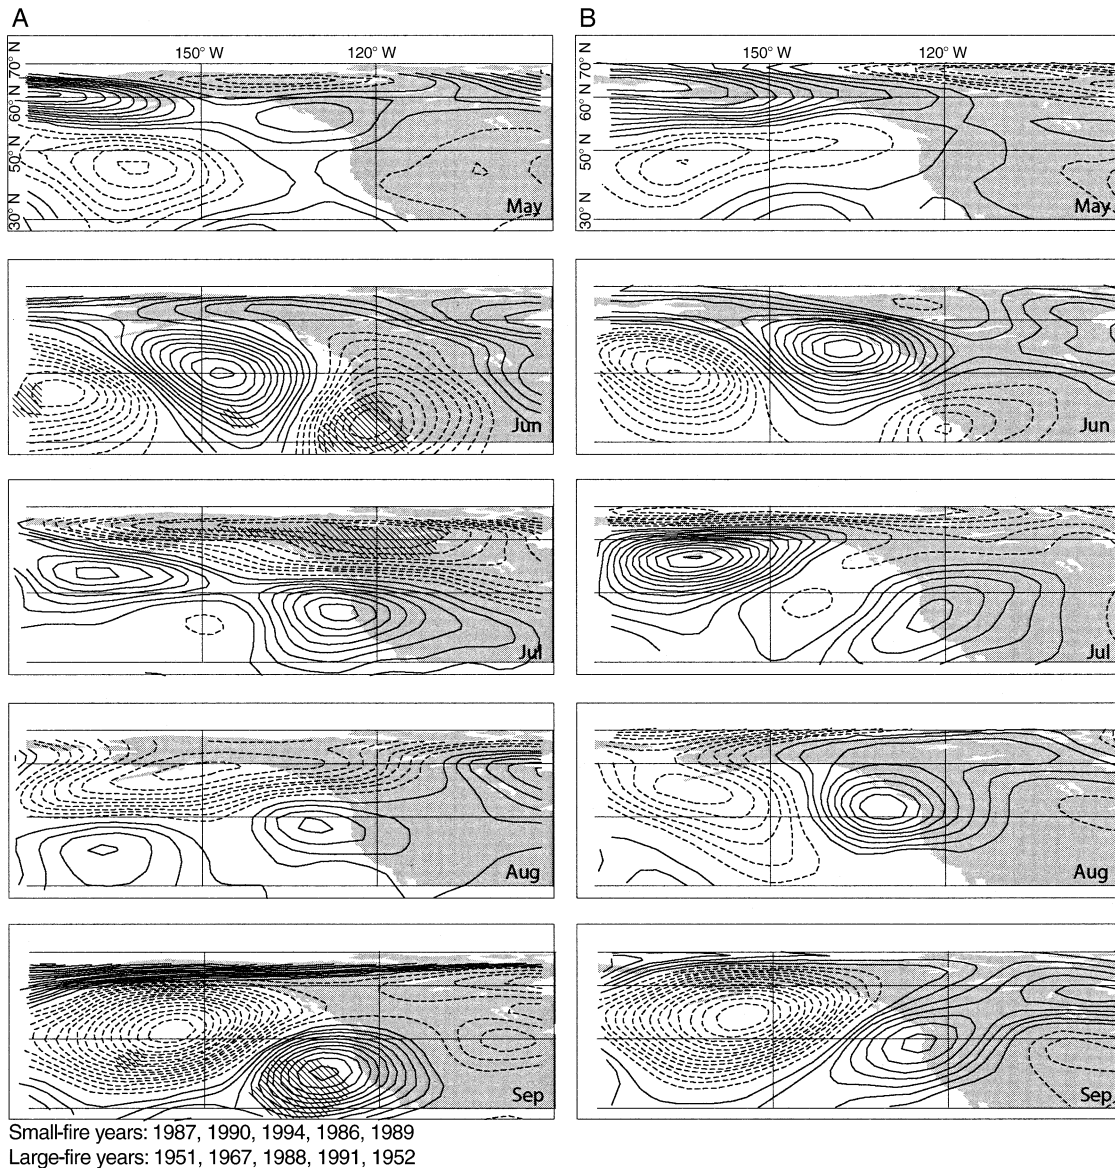 A
B
150° W 120° W
150° W 120° W
70° N
60° N
50° N
30° N
May
70° N
60° N
50° N
30° N
May
Jun
Jun
Jul
Jul
Aug
Aug
Sep
Sep
Small-fire years: 1987, 1990, 1994, 1986, 1989
Large-fire years: 1951, 1967, 1988, 1991, 1952